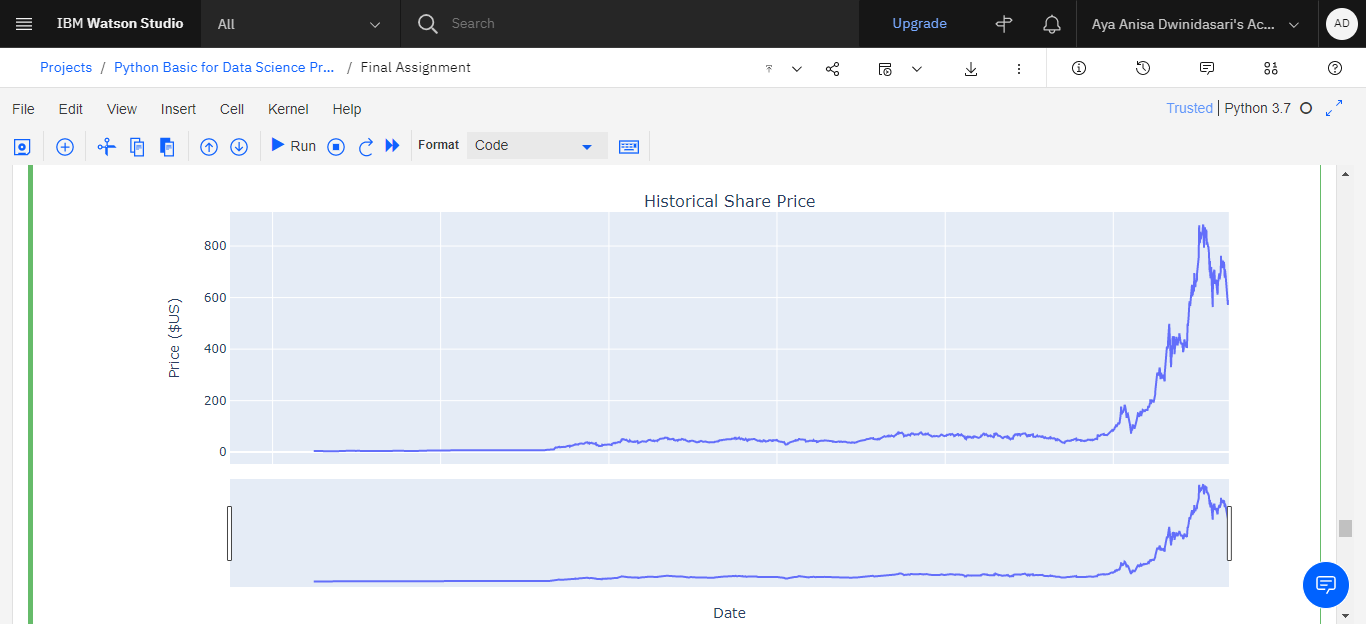 IBM Watson Studio All Search Upgrade Aya Anisa Dwinidasari's Ac... AD
Projects / Python Basic for Data Science Pr... / Final Assignment
File Edit View Insert Cell Kernel Help Trusted | Python 3.7
Run Format Code
Historical Share Price
800
600
400
200
0
Price ($US)
Date